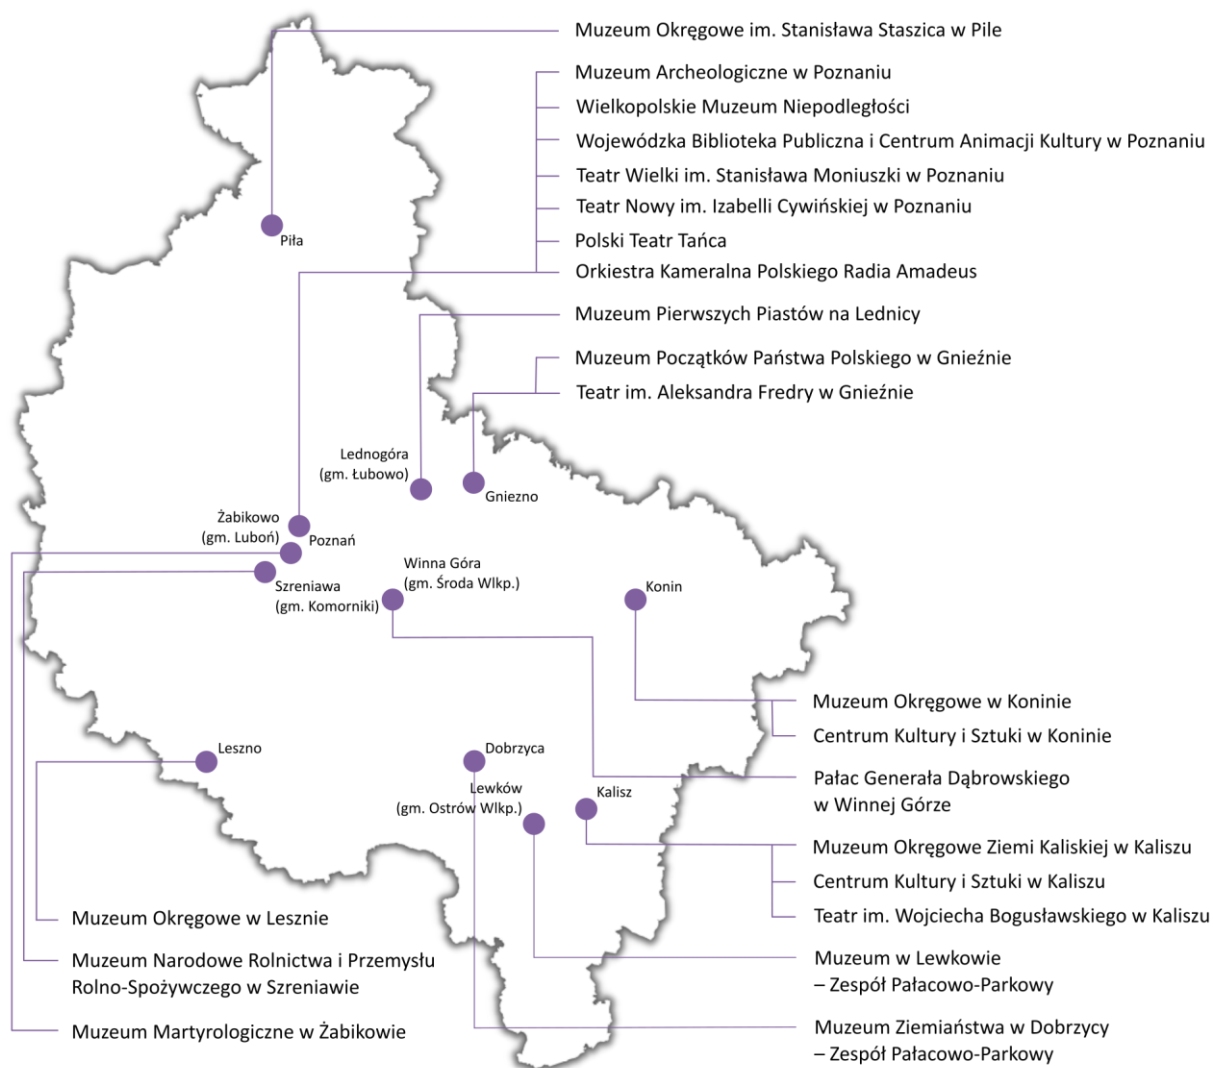 Muzeum Okręgowe im. Stanisława Staszica w Pile
Muzeum Archeologiczne w Poznaniu
Wielkopolskie Muzeum Niepodległości
Wojewódzka Biblioteka Publiczna i Centrum Animacji Kultury w Poznaniu
Teatr Wielki im. Stanisława Moniuszki w Poznaniu
Teatr Nowy im. Izabelli Cywińskiej w Poznaniu
Polski Teatr Tańca
Orkiestra Kameralna Polskiego Radia Amadeus
Muzeum Pierwszych Piastów na Lednicy
Muzeum Początków Państwa Polskiego w Gnieźnie
Teatr im. Aleksandra Fredry w Gnieźnie
Piła
Lednogóra
(gm. Łubowo)
Gniezno
Żabikowo
(gm. Luboń)
Poznań
Szreniawa
(gm. Komorniki)
Winna Góra
(gm. Środa Wlkp.)
Konin
Leszno
Dobrzyca
Lewków
(gm. Ostrów Wlkp.)
Kalisz
Muzeum Okręgowe w Koninie
Centrum Kultury i Sztuki w Koninie
Pałac Generała Dąbrowskiego
w Winnej Górze
Muzeum Okręgowe Ziemi Kaliskiej w Kaliszu
Centrum Kultury i Sztuki w Kaliszu
Teatr im. Wojciecha Bogusławskiego w Kaliszu
Muzeum w Lewkowie
– Zespół Pałacowo-Parkowy
Muzeum Ziemiaństwa w Dobrzycy
– Zespół Pałacowo-Parkowy
Muzeum Okręgowe w Lesznie
Muzeum Narodowe Rolnictwa i Przemysłu
Rolno-Spożywczego w Szreniawie
Muzeum Martyrologiczne w Żabikowie